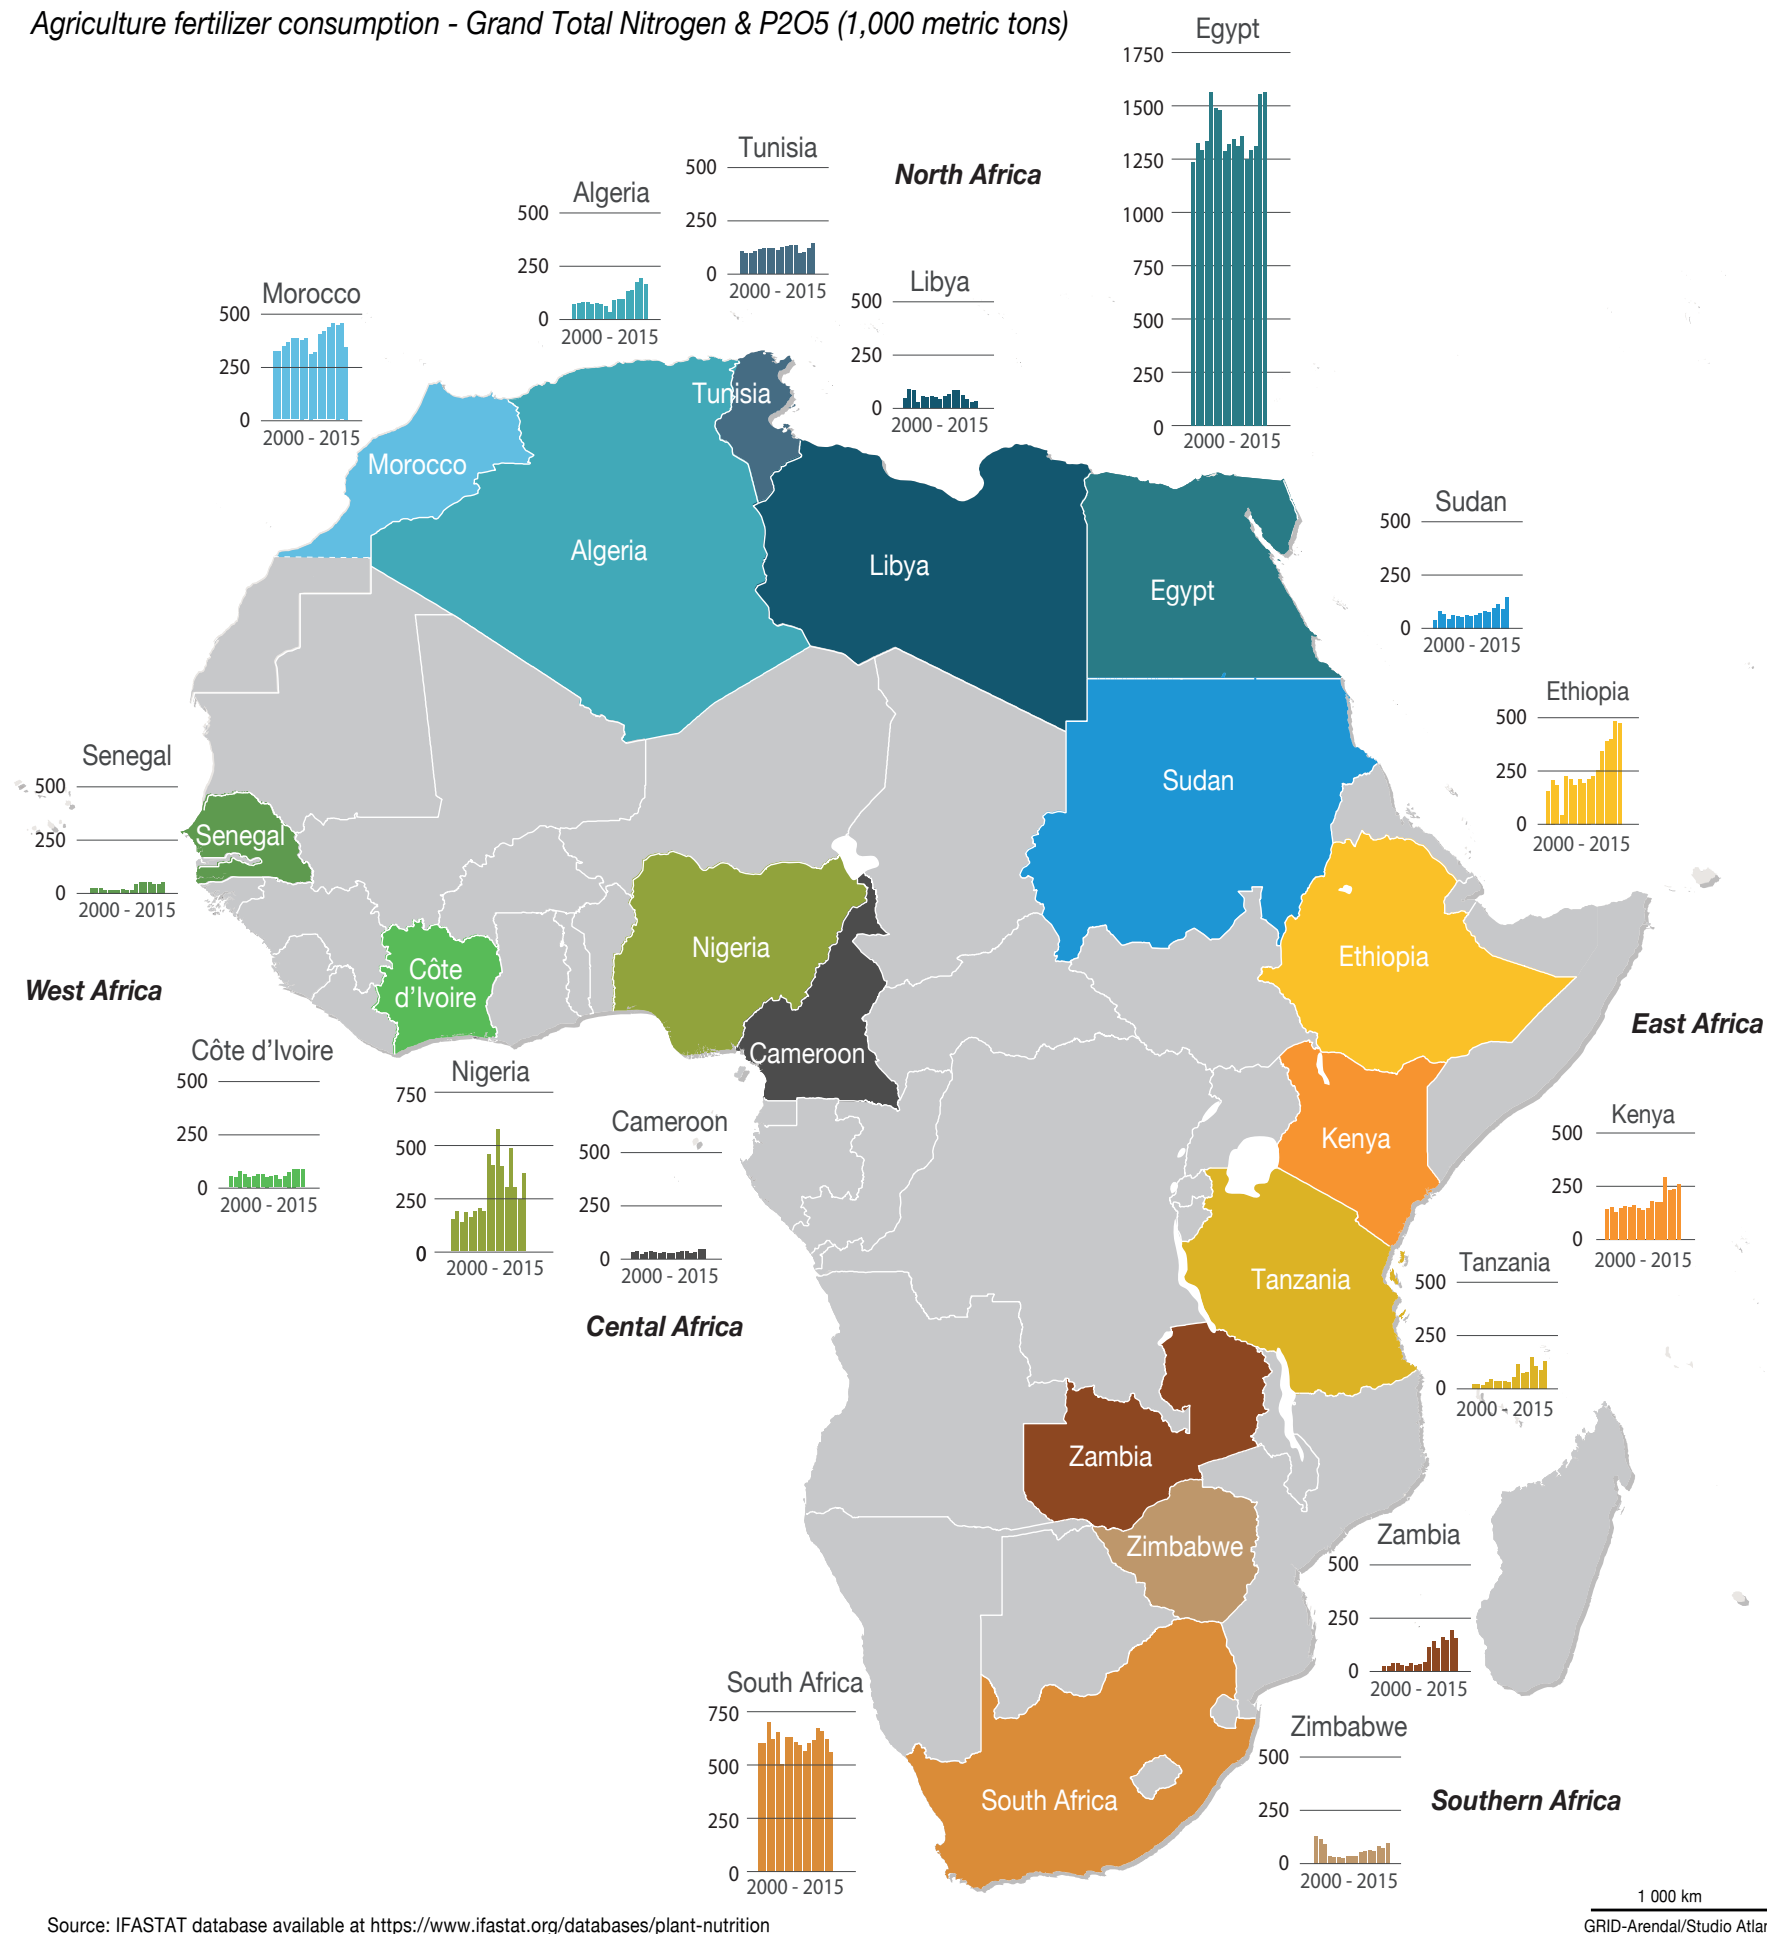 Agriculture fertilizer consumption - Grand Total Nitrogen & P2O5 (1,000 metric tons)
Egypt
1750
1500
1250
1000
750
500
250
0
2000 - 2015
Tunisia
500
250
0
2000 - 2015
North Africa
Algeria
500
250
0
2000 - 2015
Libya
500
250
0
2000 - 2015
Morocco
500
250
0
2000 - 2015
Tunisia
Morocco
Algeria
Libya
Egypt
Sudan
500
250
0
2000 - 2015
Ethiopia
500
250
0
2000 - 2015
Senegal
500
250
0
2000 - 2015
Sudan
Senegal
Nigeria
Ethiopia
Côte
d'Ivoire
West Africa
East Africa
Cameroon
Côte d'Ivoire
500
250
0
2000 - 2015
Nigeria
750
500
250
0
2000 - 2015
Cameroon
500
250
0
2000 - 2015
Kenya
Kenya
500
250
0
2000 - 2015
Cental Africa
Tanzania
Tanzania
500
250
0
2000 - 2015
Zambia
Zimbabwe
Zambia
500
250
0
2000 - 2015
South Africa
750
500
250
0
2000 - 2015
South Africa
Zimbabwe
500
250
0
2000 - 2015
Southern Africa
1 000 km
Source: IFASTAT database available at https://www.ifastat.org/databases/plant-nutrition
GRID-Arendal/Studio Atlan